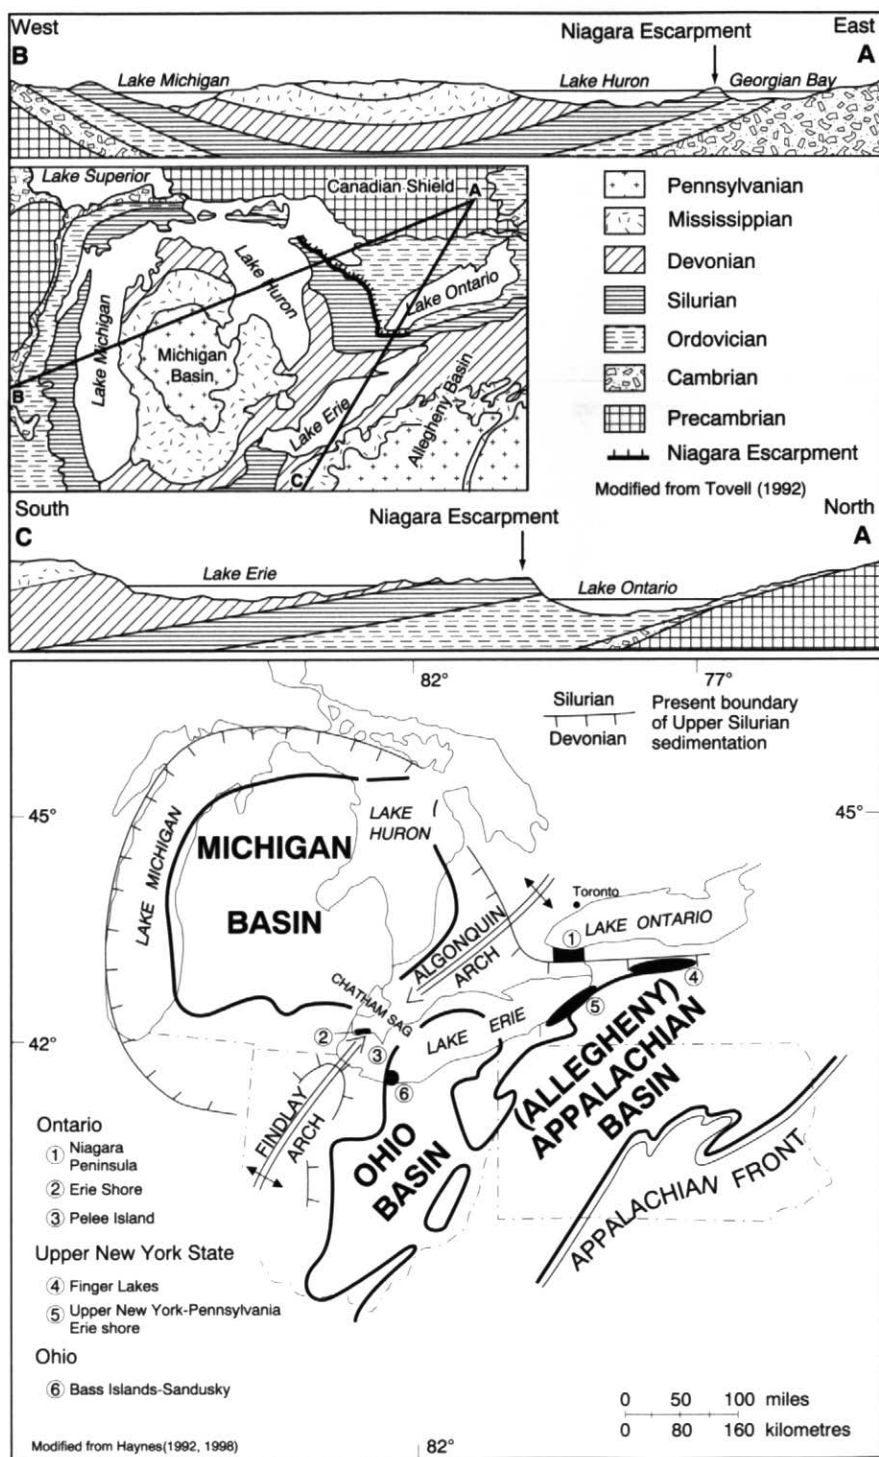 West
East
Niagara Escarpment
B
A
Lake Michigan
Lake Huron
Georgian Bay
Lake Superior
Canadian Shield
A
Lake Huron
Lake Ontario
Lake Michigan
Michigan
Basin
B
Lake Erie
Allegheny Basin
C
Pennsylvanian
Mississippian
Devonian
Silurian
Ordovician
Cambrian
Precambrian
Niagara Escarpment
Modified from Tovell (1992)
South
North
Niagara Escarpment
C
A
Lake Erie
Lake Ontario
82°
77°
Silurian
Devonian
Present boundary
of Upper Silurian
sedimentation
45°
45°
LAKE MICHIGAN
LAKE
HURON
MICHIGAN
BASIN
Toronto
LAKE ONTARIO
ALGONQUIN
ARCH
1
4
CHATHAM SAG
LAKE ERIE
5
42°
2
3
6
FINDLAY
ARCH
OHIO
BASIN
(ALLEGHENY)
APPALACHIAN
BASIN
APPALACHIAN FRONT
Ontario
1 Niagara
Peninsula
2 Erie Shore
3 Pelee Island
Upper New York State
4 Finger Lakes
5 Upper New York-Pennsylvania
Erie shore
Ohio
6 Bass Islands-Sandusky
0 50 100 miles
0 80 160 kilometres
Modified from Haynes(1992, 1998)
82°